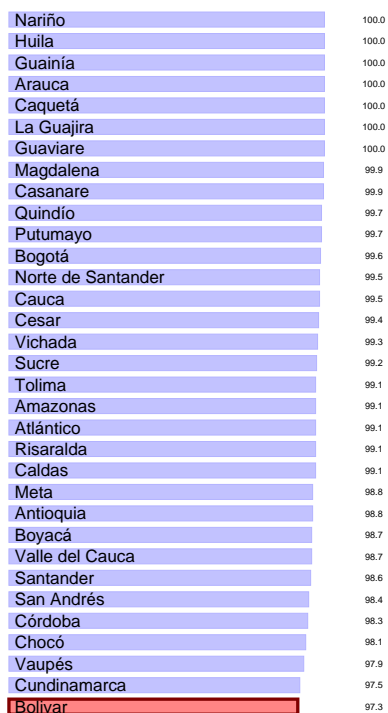 Nariño 100.0
Huila 100.0
Guainía 100.0
Arauca 100.0
Caquetá 100.0
La Guajira 100.0
Guaviare 100.0
Magdalena 99.9
Casanare 99.9
Quindío 99.7
Putumayo 99.7
Bogotá 99.6
Norte de Santander 99.5
Cauca 99.5
Cesar 99.4
Vichada 99.3
Sucre 99.2
Tolima 99.1
Amazonas 99.1
Atlántico 99.1
Risaralda 99.1
Caldas 99.1
Meta 98.8
Antioquia 98.8
Boyacá 98.7
Valle del Cauca 98.7
Santander 98.6
San Andrés 98.4
Córdoba 98.3
Chocó 98.1
Vaupés 97.9
Cundinamarca 97.5
Bolivar 97.3